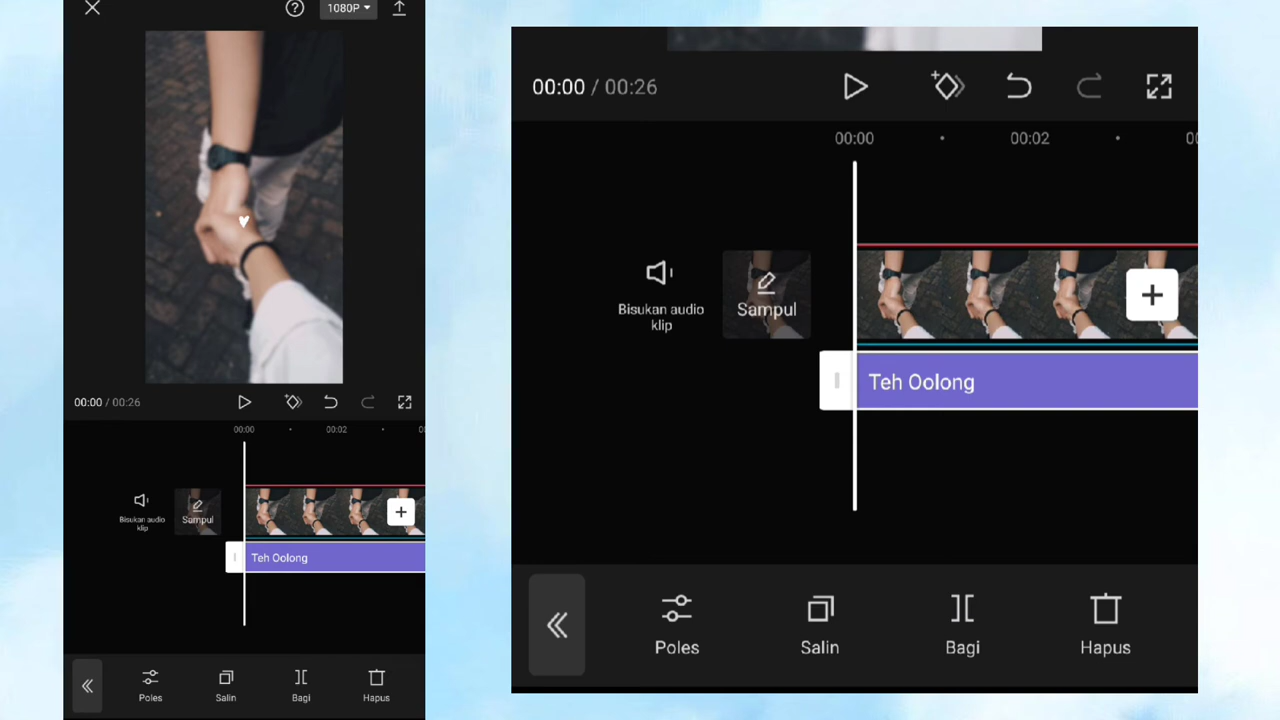 1080P
00:00 / 00:26
00:00
00:02
Bisukan audio
klip
Sampul
Teh Oolong
Poles
Salin
Bagi
Hapus
00:00 / 00:26
00:00
00:02
Bisukan audio
klip
Sampul
Teh Oolong
Poles
Salin
Bagi
Hapus